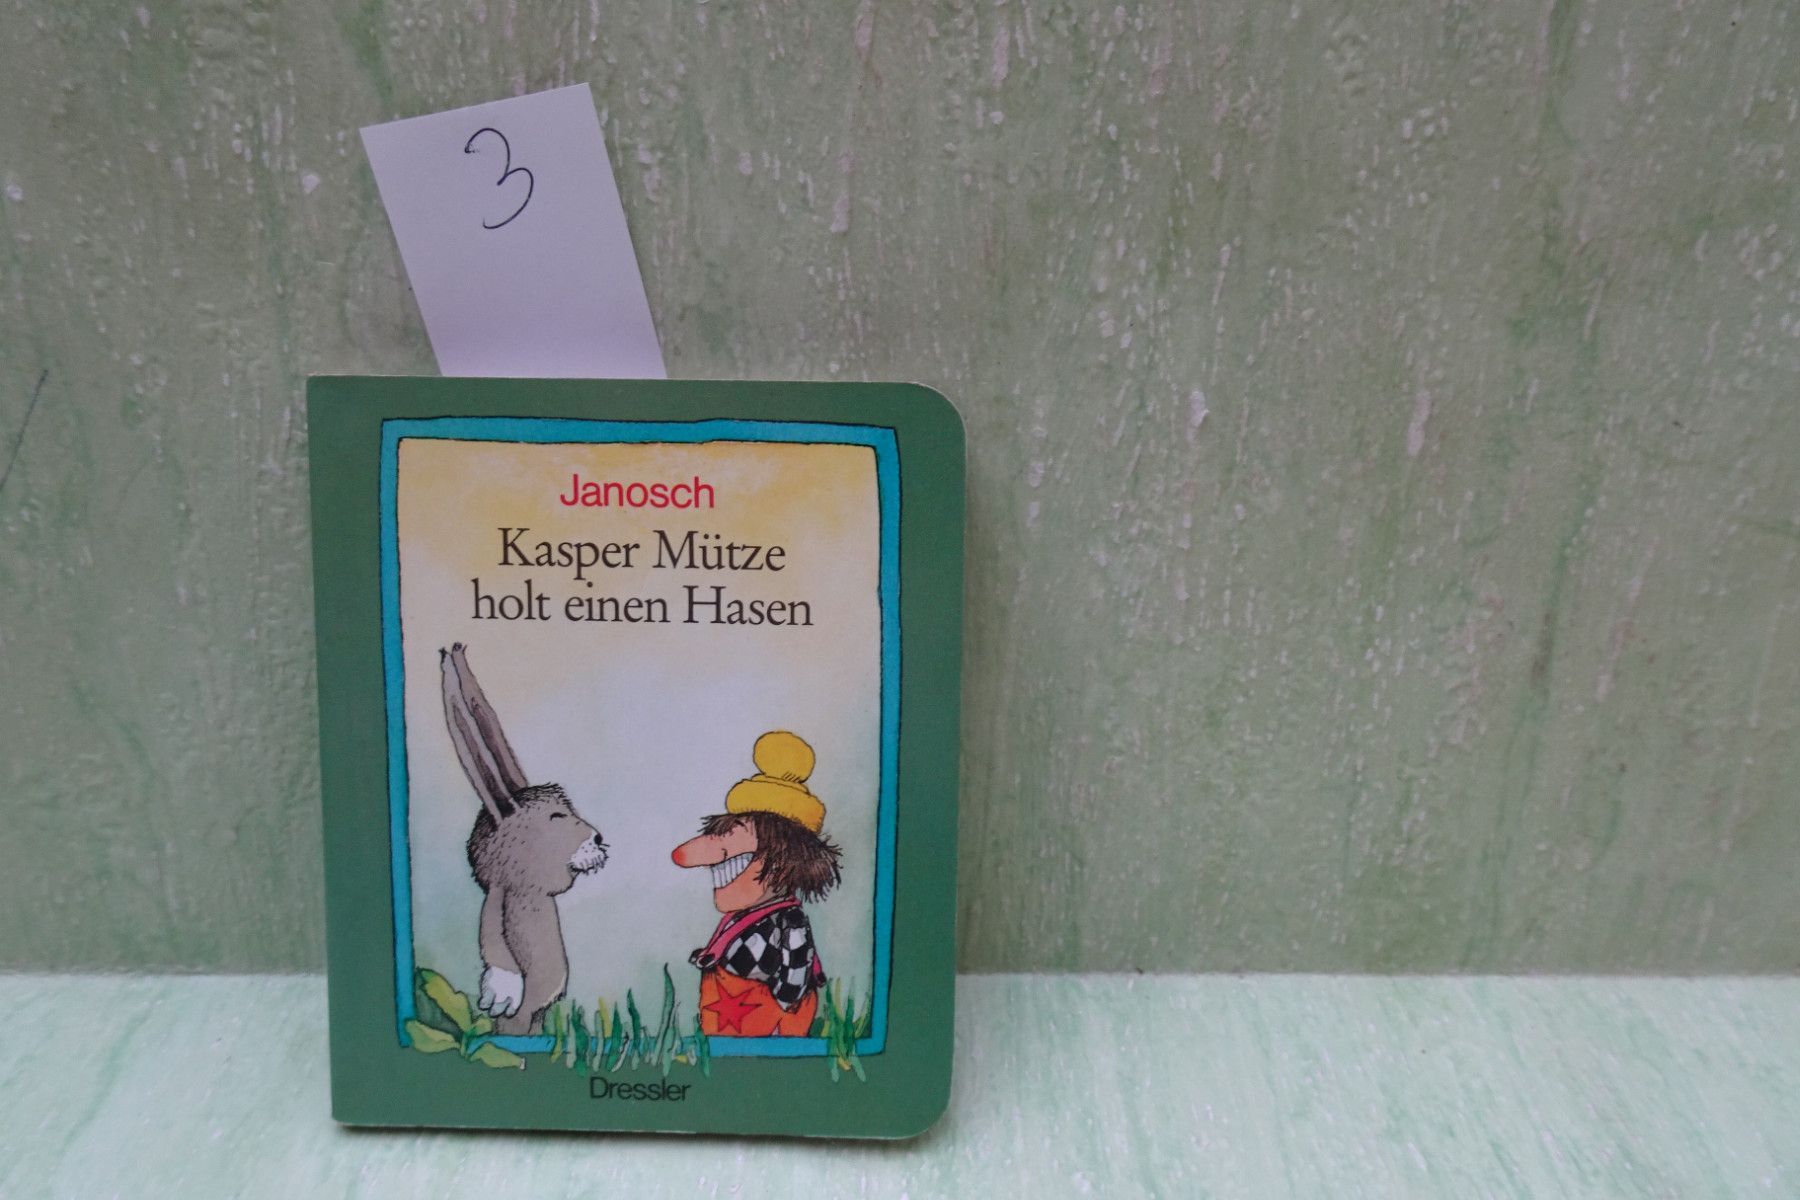 3
Janosch
Kasper Mütze
holt einen Hasen
Dressler